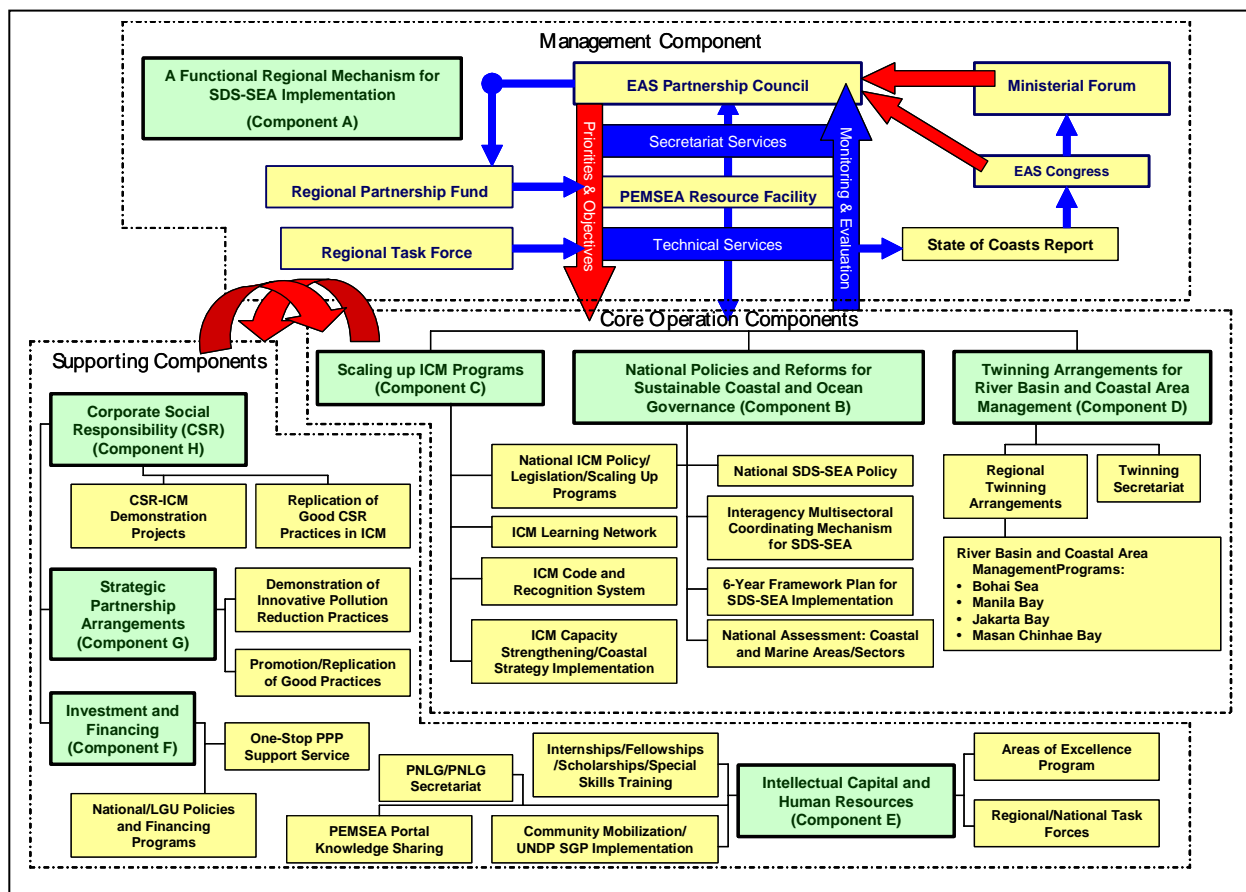 Management Component
A Functional Regional Mechanism for
SDS-SEA Implementation
(Component A)
EAS Partnership Council
Ministerial Forum
Priorities & Objectives
Secretariat Services
Monitoring & Evaluation
EAS Congress
Regional Partnership Fund
PEMSEA Resource Facility
Regional Task Force
Technical Services
State of Coasts Report
Core Operation Components
Scaling up ICM Programs
(Component C)
National Policies and Reforms for
Sustainable Coastal and Ocean
Governance (Component B)
Twinning Arrangements for
River Basin and Coastal Area
Management (Component D)
National ICM Policy/
Legislation/Scaling Up
Programs
ICM Learning Network
ICM Code and
Recognition System
ICM Capacity
Strengthening/Coastal
Strategy Implementation
National SDS-SEA Policy
Interagency Multisectoral
Coordinating Mechanism
for SDS-SEA
6-Year Framework Plan for
SDS-SEA Implementation
National Assessment: Coastal
and Marine Areas/Sectors
Regional
Twinning
Arrangements
Twinning
Secretariat
River Basin and Coastal Area
ManagementPrograms:
• Bohai Sea
• Manila Bay
• Jakarta Bay
• Masan Chinhae Bay
Supporting Components
Corporate Social
Responsibility (CSR)
(Component H)
CSR-ICM
Demonstration
Projects
Replication of
Good CSR
Practices in ICM
Strategic
Partnership
Arrangements
(Component G)
Demonstration of
Innovative Pollution
Reduction Practices
Promotion/Replication
of Good Practices
Investment and
Financing
(Component F)
One-Stop PPP
Support Service
National/LGU Policies
and Financing
Programs
PNLG/PNLG
Secretariat
Internships/Fellowships
/Scholarships/Special
Skills Training
PEMSEA Portal
Knowledge Sharing
Community Mobilization/
UNDP SGP Implementation
Intellectual Capital and
Human Resources
(Component E)
Areas of Excellence
Program
Regional/National Task
Forces